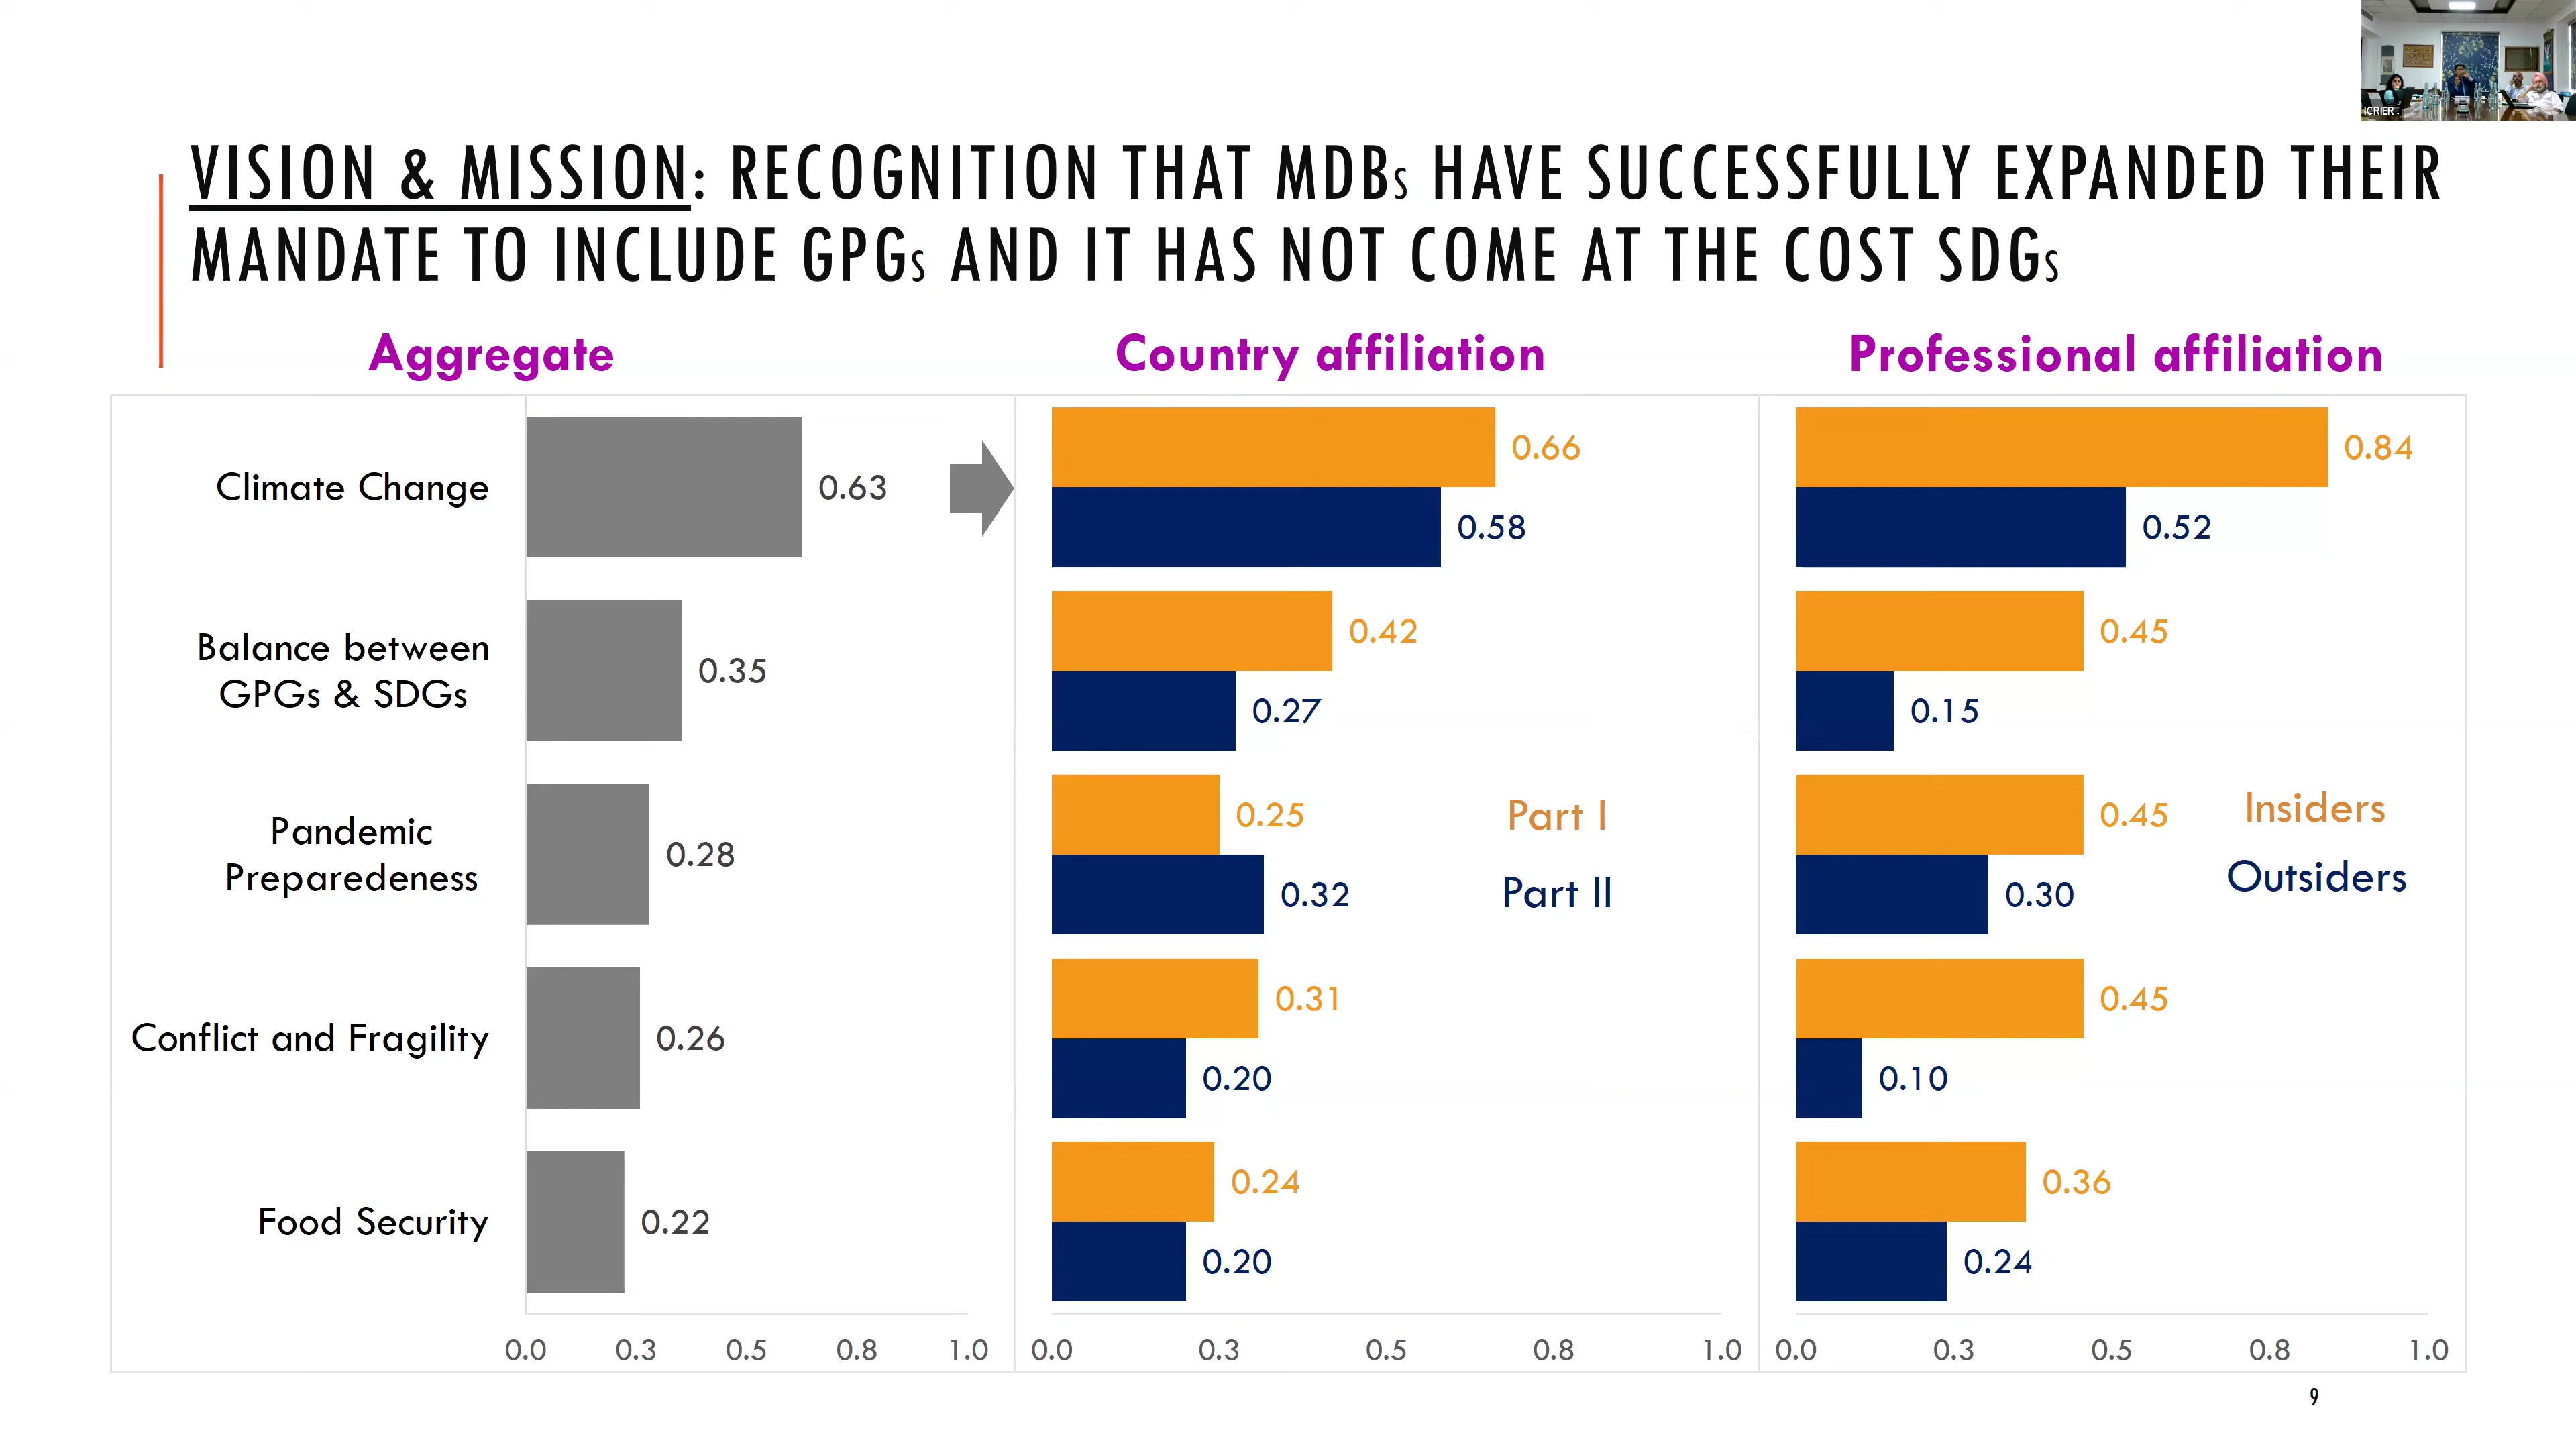 ICRIER.
VISION & MISSION: RECOGNITION THAT MDBS HAVE SUCCESSFULLY EXPANDED THEIR
MANDATE TO INCLUDE GPGS AND IT HAS NOT COME AT THE COST SDGS
Aggregate
Country affiliation
Professional affiliation
Climate Change
0.63
0.66
0.58
0.84
0.52
Balance between
GPGs & SDGs
0.35
0.42
0.27
0.45
0.15
Pandemic
Preparedeness
0.28
0.25
0.32
Part I
Part II
0.45
0.30
Insiders
Outsiders
Conflict and Fragility
0.26
0.31
0.20
0.45
0.10
Food Security
0.22
0.24
0.20
0.36
0.24
0.0 0.3 0.5 0.8 1.0
0.0 0.3 0.5 0.8 1.0
0.0 0.3 0.5 0.8 1.0
9